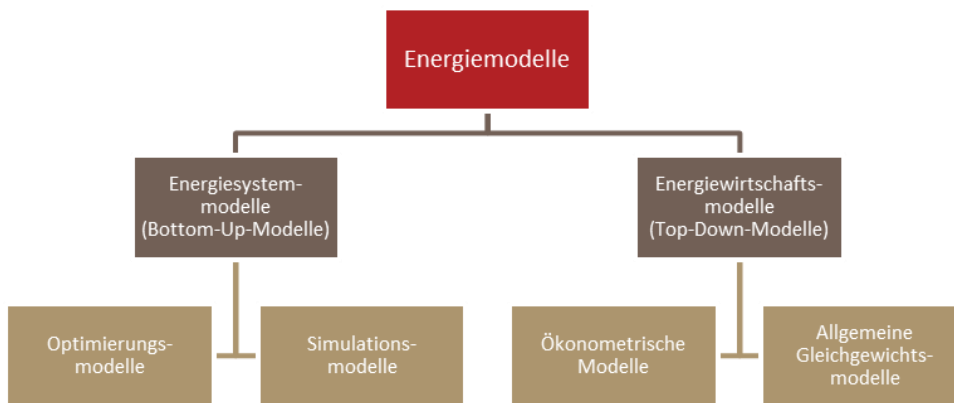 Energiemodelle
Energiesystem-
modelle
(Bottom-Up-Modelle)
Energiewirtschafts-
modelle
(Top-Down-Modelle)
Optimierungs-
modelle
Simulations-
modelle
Ökonometrische
Modelle
Allgemeine
Gleichgewichts-
modelle